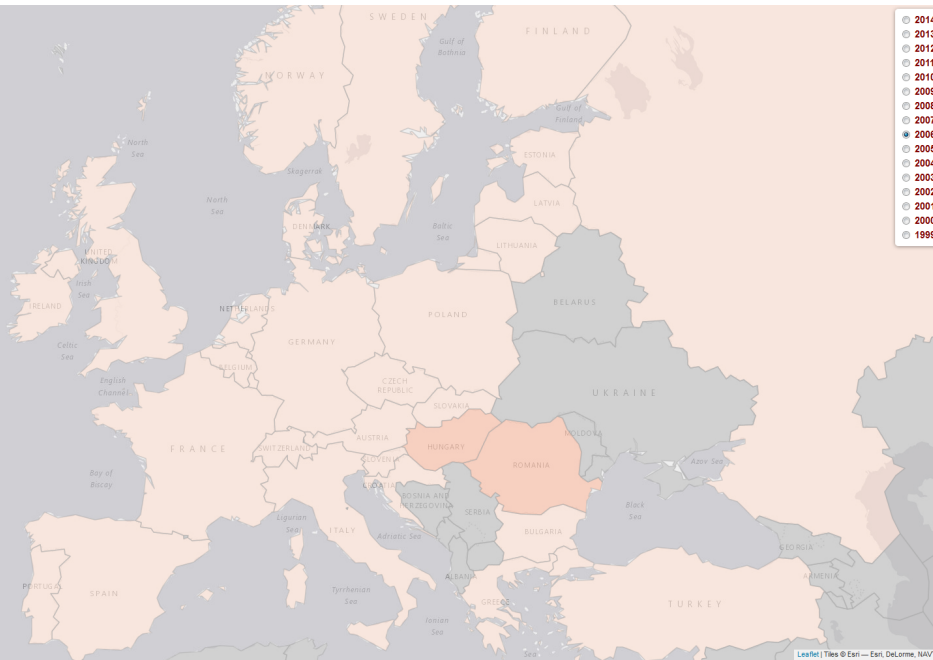 SWEDEN
FINLAND
Gulf of
Bothnia
NORWAY
Gulf of
Finland
ESTONIA
North
Sea
Skagerrak
LATVIA
North
Sea
DENMARK
Baltic
Sea
LITHUANIA
UNITED
KINGDOM
Irish
Sea
IRELAND
NETHERLANDS
BELARUS
POLAND
GERMANY
Celtic
Sea
BELGIUM
English
Channel
CZECH
REPUBLIC
UKRAINE
SLOVAKIA
AUSTRIA
MOLDOVA
FRANCE
SWITZERLAND
HUNGARY
SLOVENIA
ROMANIA
Azov Sea
Bay of
Biscay
CROATIA
BOSNIA AND
HERZEGOVINA
SERBIA
Black
Sea
Ligurian
Sea
ITALY
Adriatic Sea
BULGARIA
GEORGIA
ALBANIA
ARMENIA
PORTUGAL
SPAIN
Tyrrhenian
Sea
GREECE
TURKEY
Ionian
Sea
Sea
2014
2013
2012
2011
2010
2009
2008
2007
2006
2005
2004
2003
2002
2001
2000
1999
Leaflet | Tiles © Esri — Esri, DeLorme, NAV